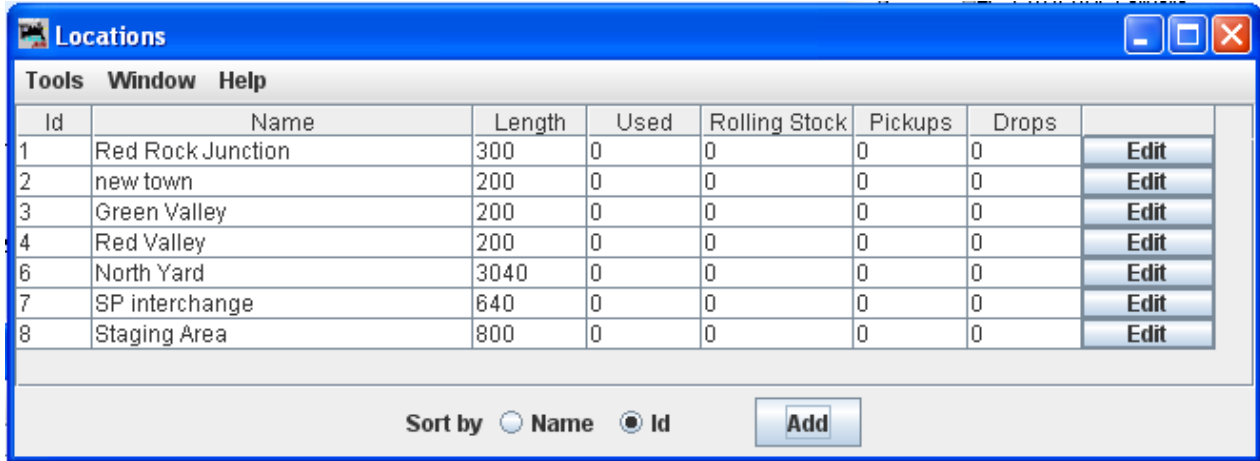 Locations
Tools Window Help
Id Name Length Used Rolling Stock Pickups Drops
1 Red Rock Junction 300 0 0 0 0 Edit
2 new town 200 0 0 0 0 Edit
3 Green Valley 200 0 0 0 0 Edit
4 Red Valley 200 0 0 0 0 Edit
6 North Yard 3040 0 0 0 0 Edit
7 SP interchange 640 0 0 0 0 Edit
8 Staging Area 800 0 0 0 0 Edit
Sort by Name Id Add